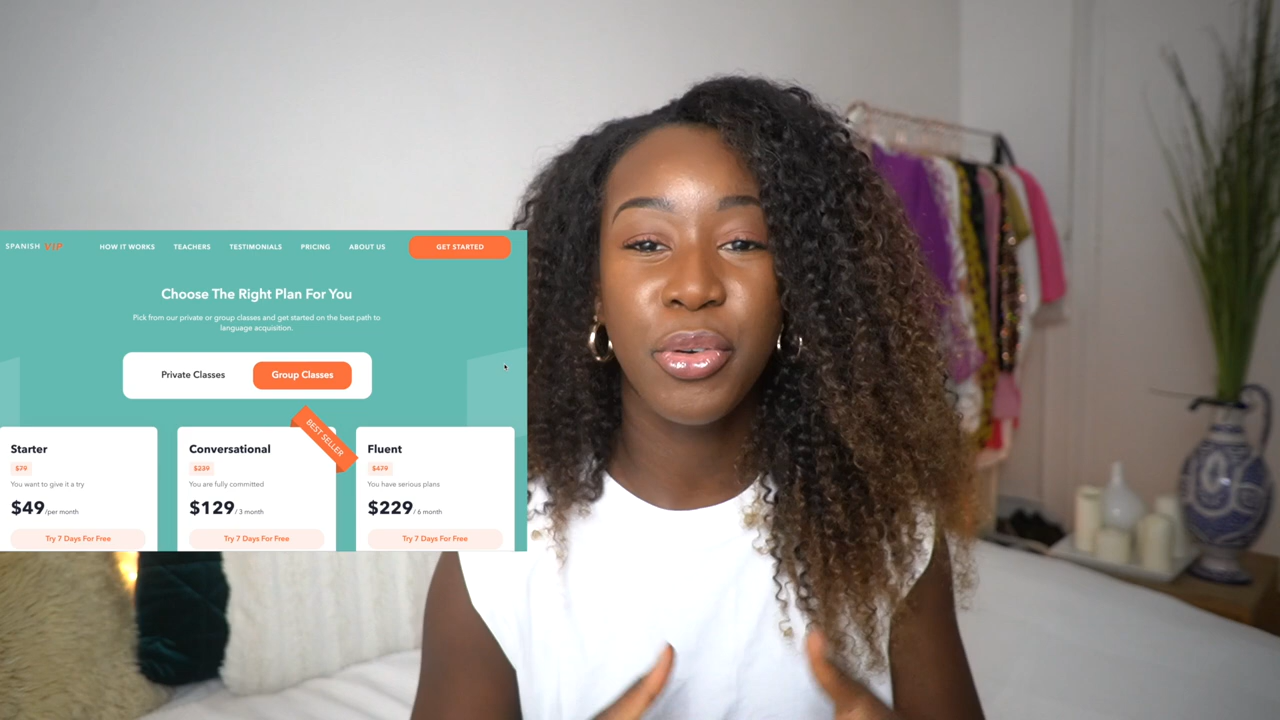 SPANISH VIP
HOW IT WORKS
TEACHERS
TESTIMONIALS
PRICING
ABOUT US
GET STARTED
Choose The Right Plan For You
Pick from our private or group classes and get started on the best path to
language acquisition.
Private Classes
Group Classes
BEST SELLER
Starter
$79
You want to give it a try
$49/per month
Try 7 Days For Free
Conversational
$239
You are fully committed
$129/ 3 month
Try 7 Days For Free
Fluent
$479
You have serious plans
$229/ 6 month
Try 7 Days For Free